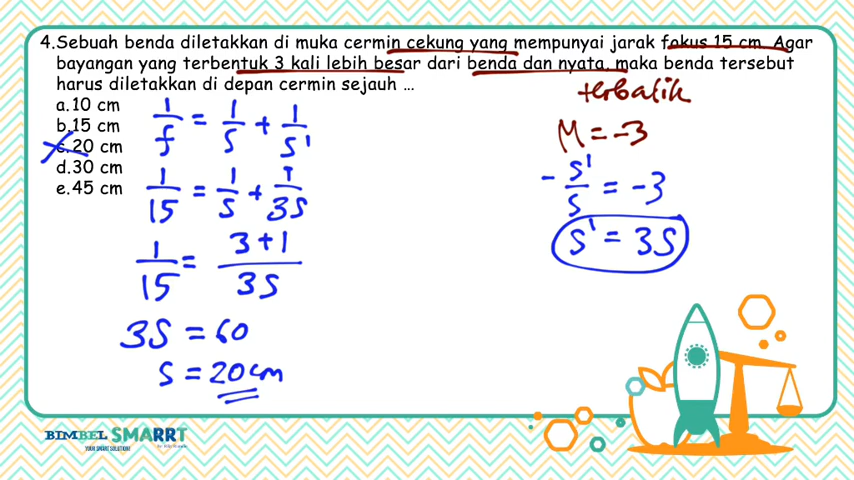 4.Sebuah benda diletakkan di muka cermin cekung yang mempunyai jarak fokus 15 cm. Agar
bayangan yang terbentuk 3 kali lebih besar dari benda dan nyata, maka benda tersebut
harus diletakkan di depan cermin sejauh ...
a.10 cm
b.15 cm
c.20 cm
d.30 cm
e.45 cm
1/f = 1/s + 1/s'
1/15 = 1/s + 1/3s
1/15 = 3+1/3s
3s = 60
s = 20 cm
terbalik
M = -3
- s'/s = -3
s' = 3s
BIMBEL SMARRT
YOUR SMART SOLUTION!